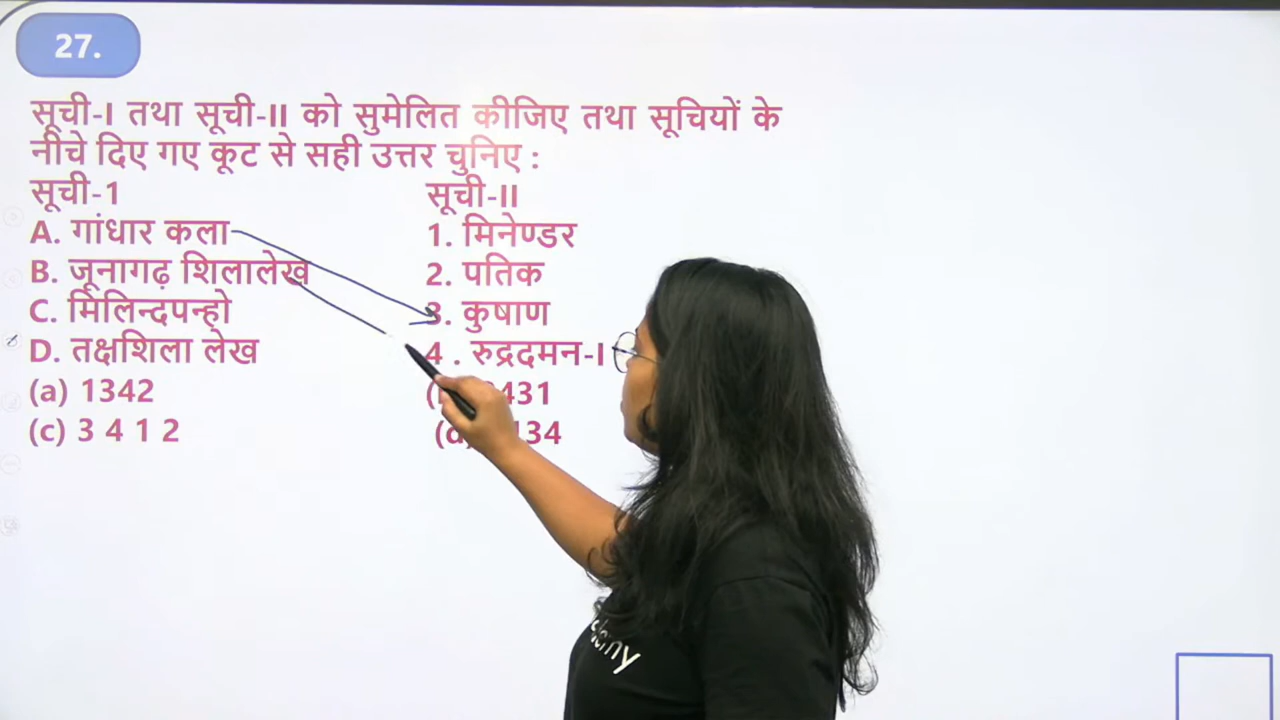 27.
सूची-I तथा सूची-II को सुमेलित कीजिए तथा सूचियों के
नीचे दिए गए कूट से सही उत्तर चुनिए :
सूची-1 सूची-II
A. गांधार कला 1. मिनेण्डर
B. जूनागढ़ शिलालेख 2. पतिक
C. मिलिन्दपन्हो 3. कुषाण
D. तक्षशिला लेख 4 . रुद्रदमन-I
(a) 1342 431
(c) 3 4 1 2 (d) 134